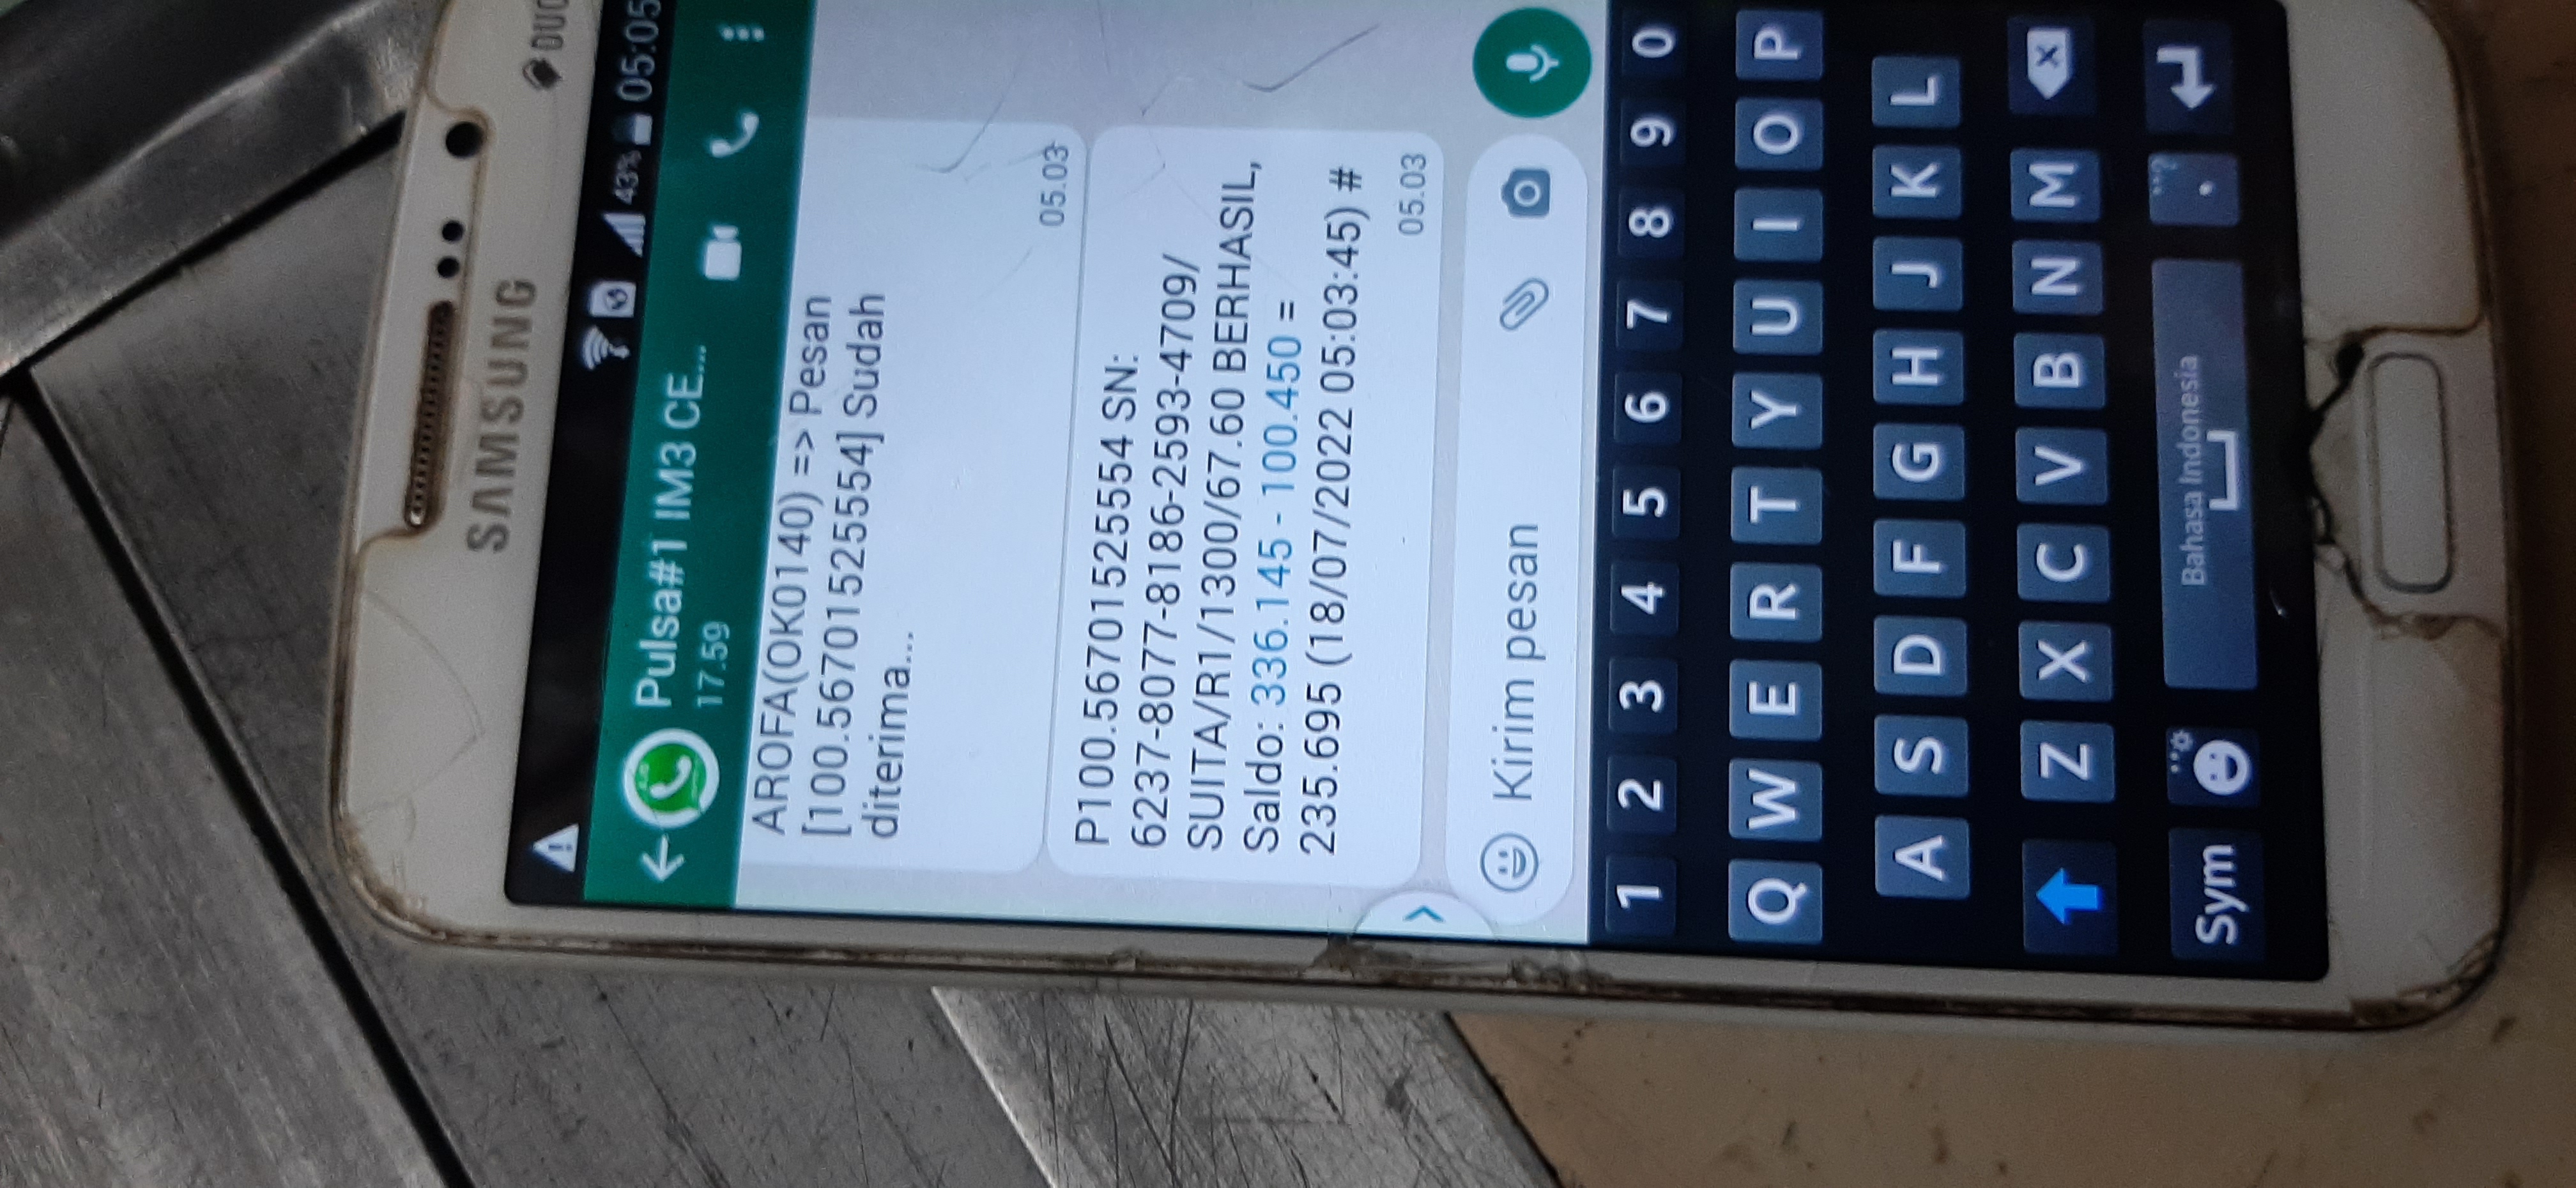 SAMSUNG
DUO
43% 05:05
Pulsa#1 IM3 CE...
17.59
AROFA(OK0140) => Pesan
[100.56701525554] Sudah
diterima...
05.03
P100.56701525554 SN:
6237-8077-8186-2593-4709/
SUITA/R1/1300/67.60 BERHASIL,
Saldo: 336.145 - 100.450 =
235.695 (18/07/2022 05:03:45) #
05.03
Kirim pesan
1 2 3 4 5 6 7 8 9 0
Q W E R T Y U I O P
A S D F G H J K L
Z X C V B N M
Sym Bahasa Indonesia .